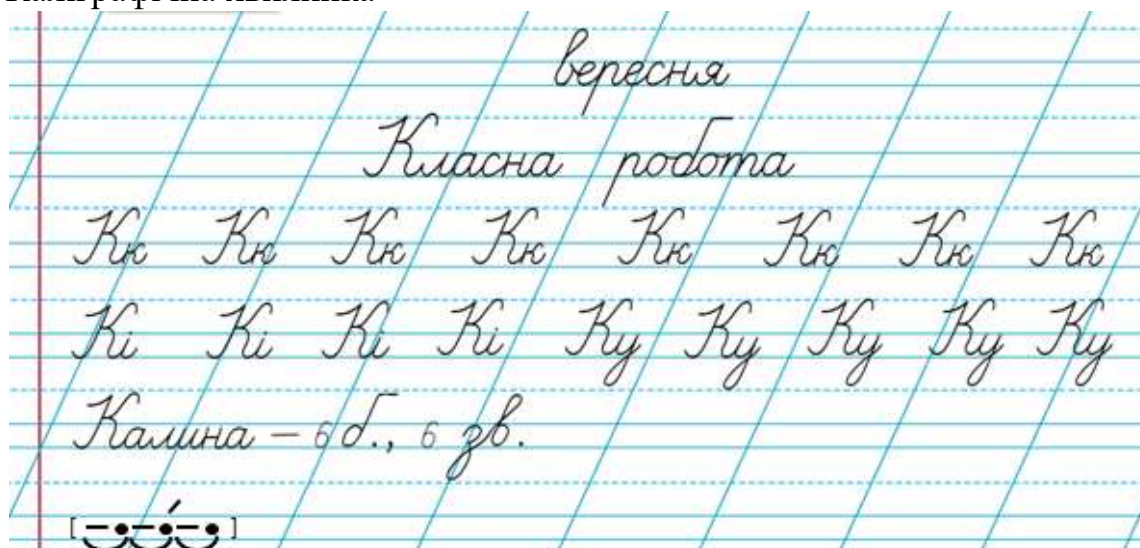 вересня
Класна робота
Кк Кк Кк Кк Кк Кк Кк Кк
Кі Кі Кі Кі Ку Ку Ку Ку Ку
Калина – 6 б., 6 зв.
[–•–•́–•]